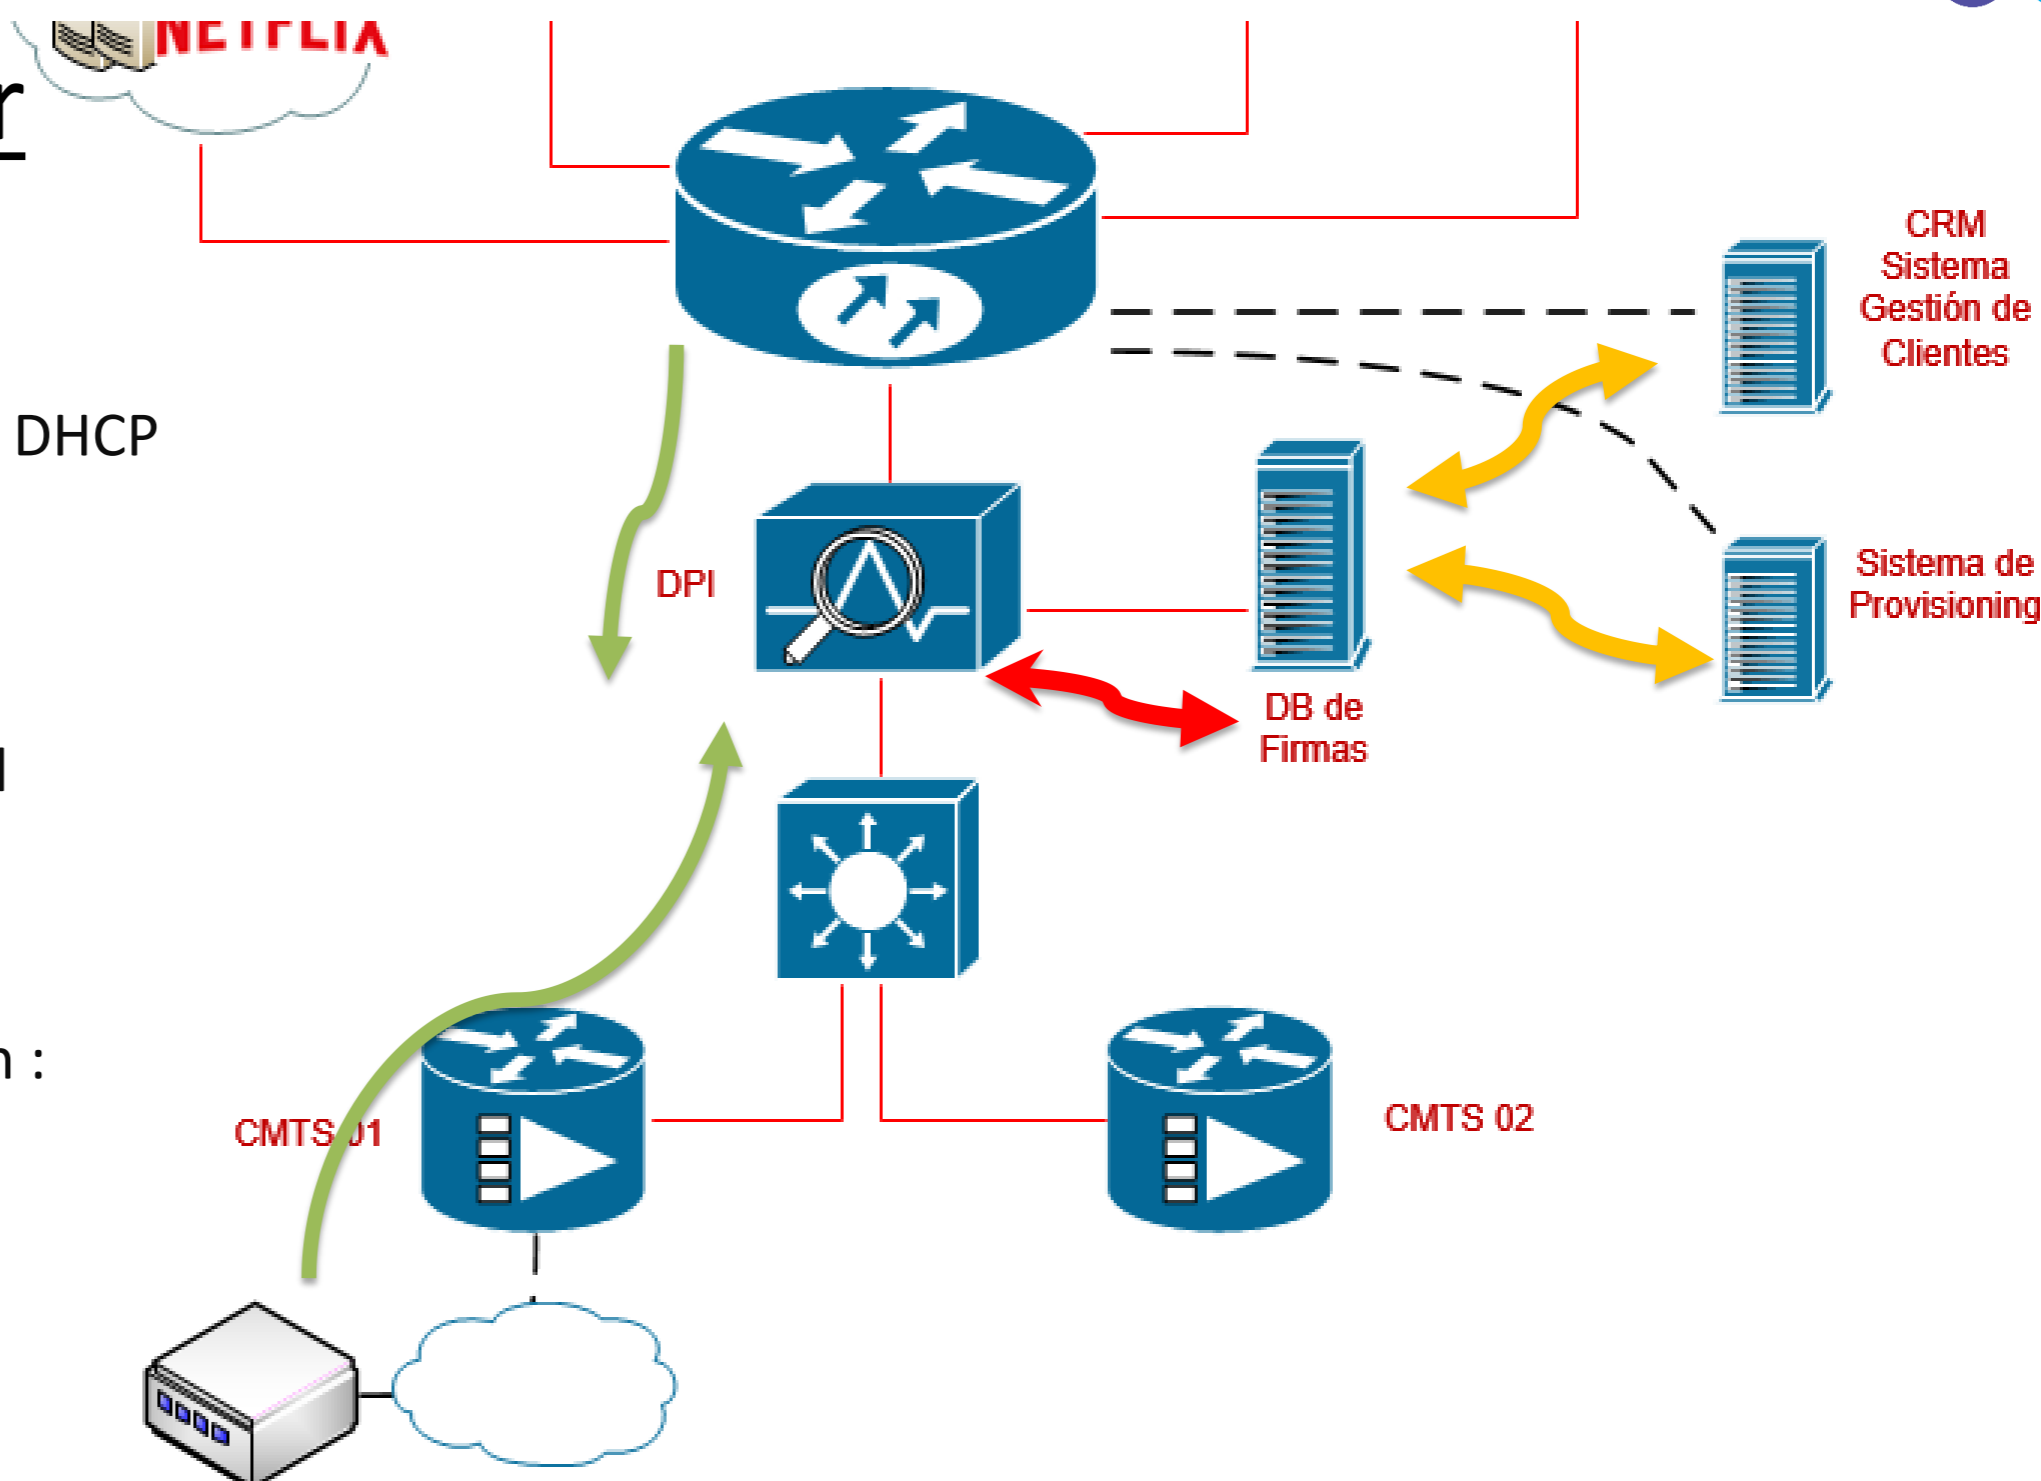 NETFLIX
r
CRM
Sistema
Gestión de
Clientes
DHCP
DPI
Sistema de
Provisioning
DB de
Firmas
n :
CMTS 01
CMTS 02